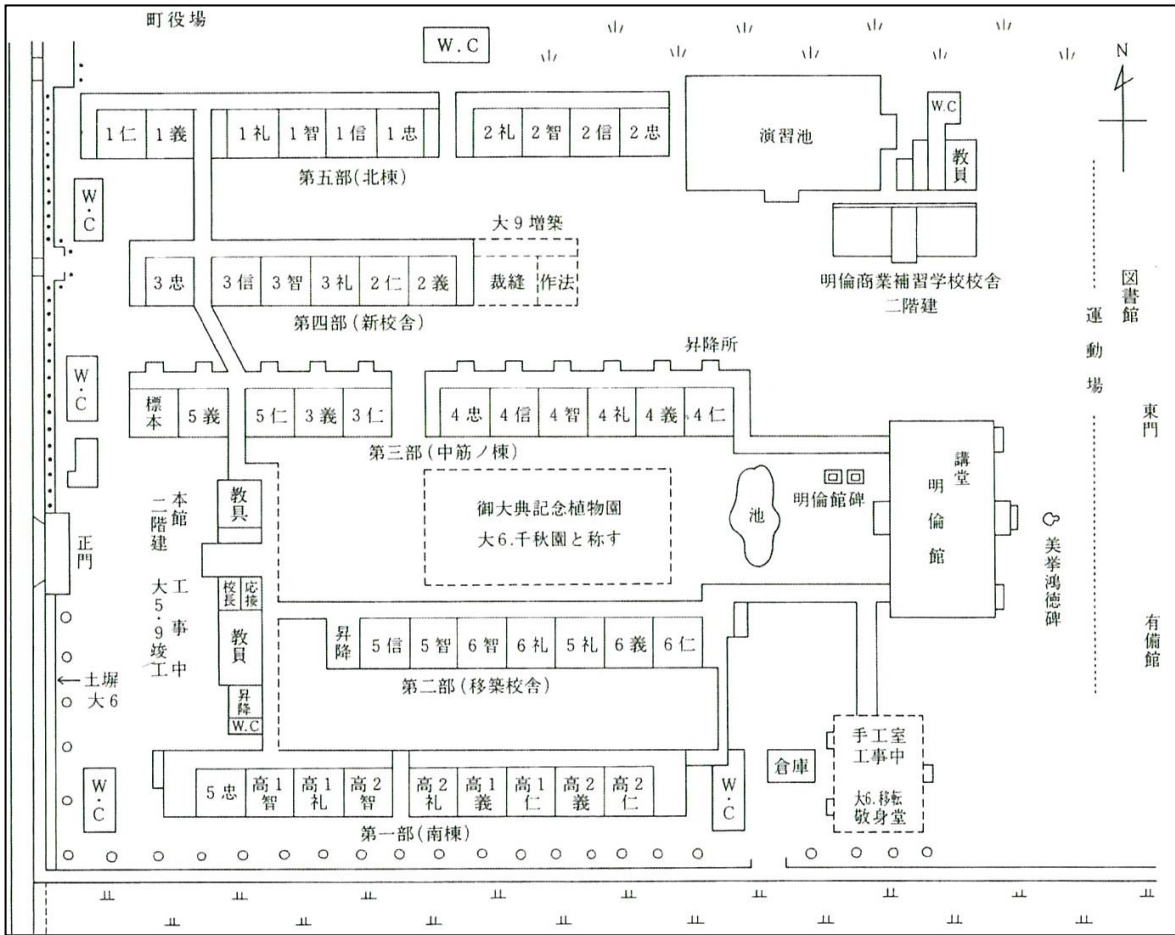 町役場
W.C
N
1仁 1義 1礼 1智 1信 1忠 2礼 2智 2信 2忠
第五部(北棟)
演習池
W.C
教員
W・C
大9増築
3忠 3信 3智 3礼 2仁 2義 裁縫 作法
第四部(新校舎)
明倫商業補習学校校舎
二階建
図書館
運動場
昇降所
W・C
標本 5義 5仁 3義 3仁 4忠 4信 4智 4礼 4義 4仁
第三部(中筋ノ棟)
東門
講堂
明倫館
明倫館碑
池
御大典記念植物園
大6.千秋園と称す
本館
二階建
教具
正門
校長
応接
工事中
大5・9竣工
教員
昇降
W.C
美挙鴻徳碑
有備館
昇降 5信 5智 6智 6礼 5礼 6義 6仁
第二部(移築校舎)
←土塀
大6
手工室
工事中
大6.移転
敬身堂
倉庫
W・C
W・C
5忠 高1智 高1礼 高2智 高2礼 高1義 高1仁 高2義 高2仁
第一部(南棟)